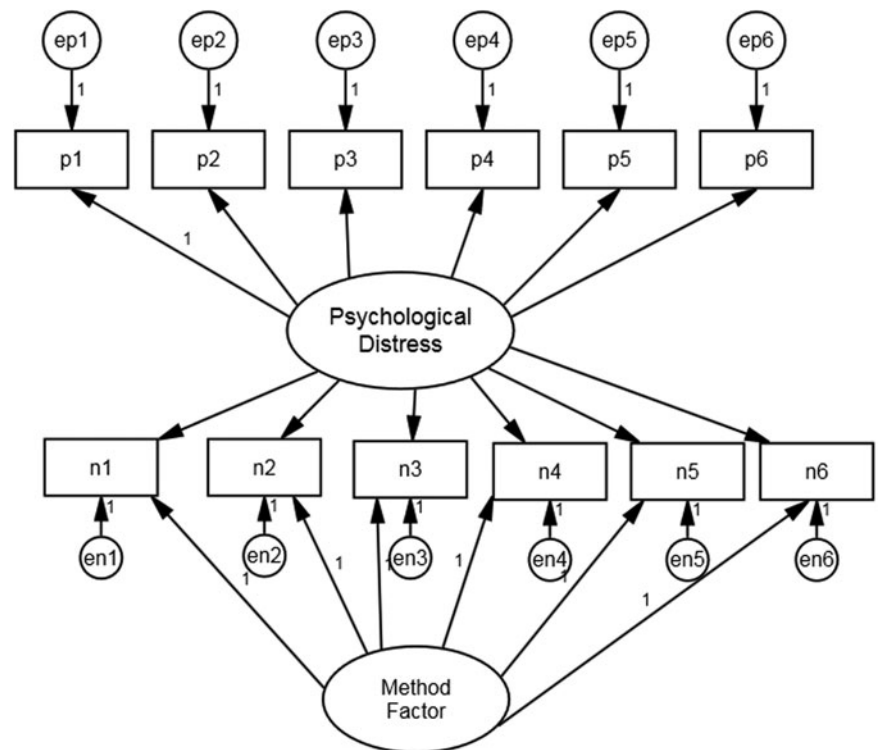 ep1 ep2 ep3 ep4 ep5 ep6
1 1 1 1 1 1
p1 p2 p3 p4 p5 p6
1
Psychological
Distress
n1 n2 n3 n4 n5 n6
1 1 1 1 1 1
en1 en2 en3 en4 en5 en6
1 1 1 1 1 1
Method
Factor